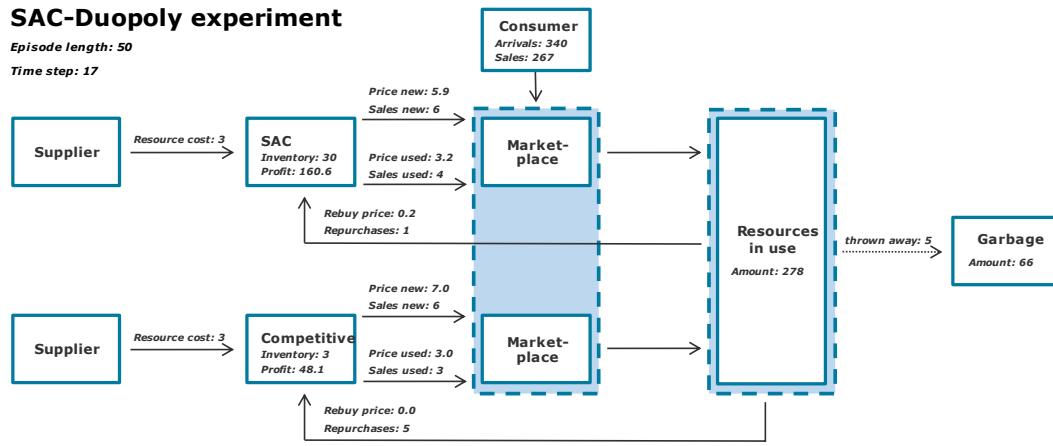 SAC-Duopoly experiment
Episode length: 50
Time step: 17
Consumer
Arrivals: 340
Sales: 267
Supplier
Resource cost: 3
SAC
Inventory: 30
Profit: 160.6
Price new: 5.9
Sales new: 6
Price used: 3.2
Sales used: 4
Market-
place
Rebuy price: 0.2
Repurchases: 1
Resources
in use
Amount: 278
thrown away: 5
Garbage
Amount: 66
Supplier
Resource cost: 3
Competitive
Inventory: 3
Profit: 48.1
Price new: 7.0
Sales new: 6
Price used: 3.0
Sales used: 3
Market-
place
Rebuy price: 0.0
Repurchases: 5